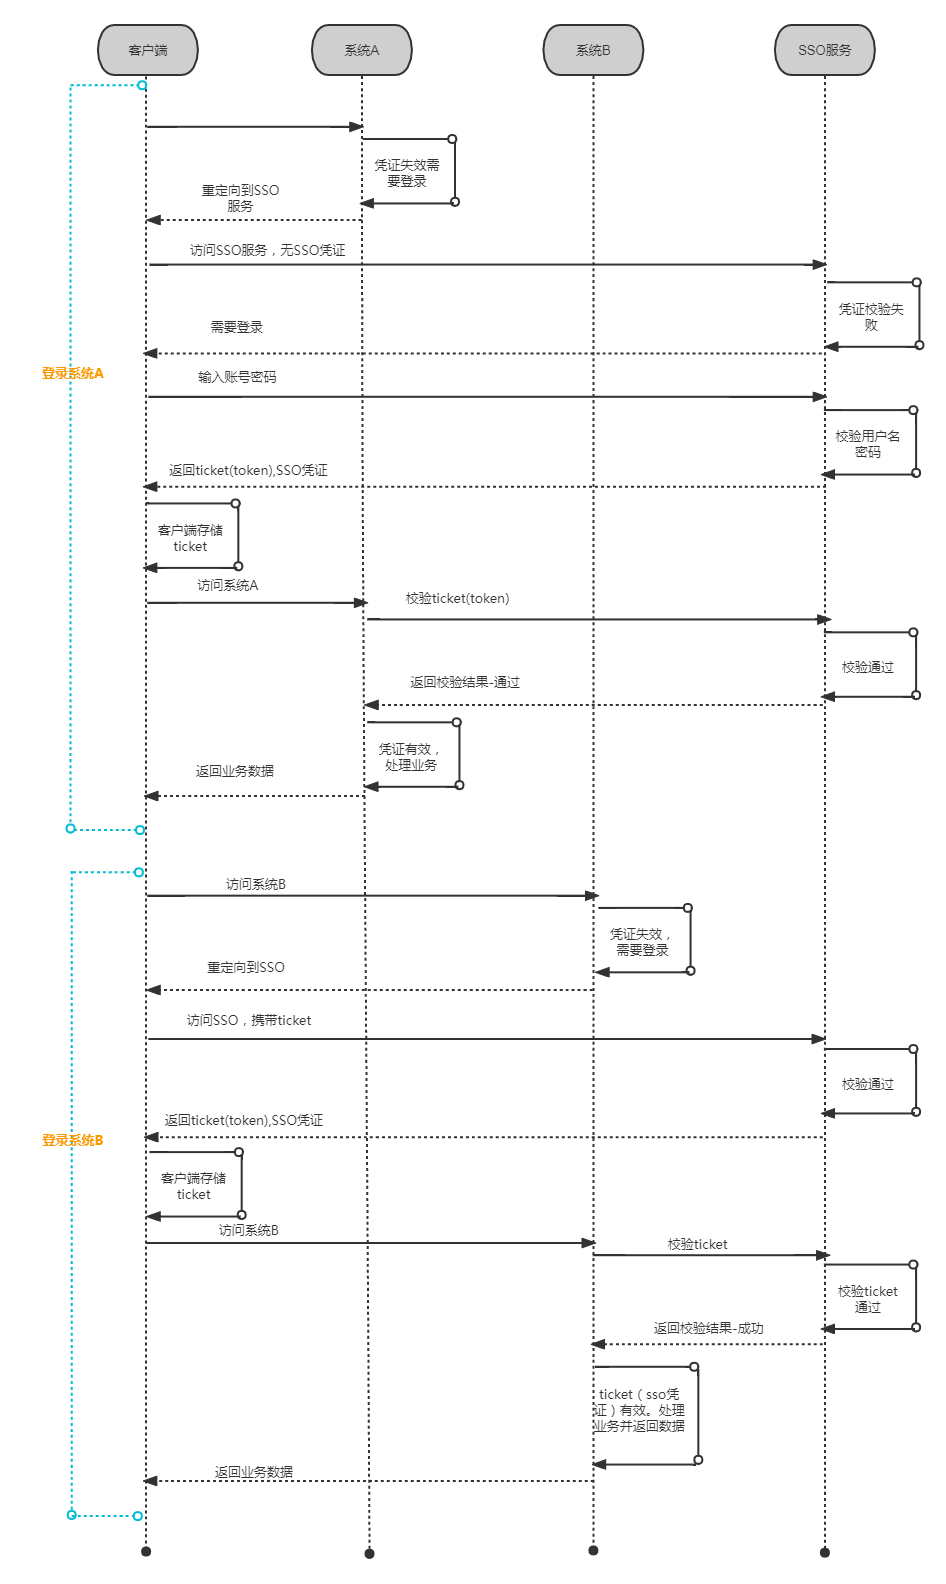 客户端
系统A
系统B
SSO服务
凭证失效需
要登录
重定向到SSO
服务
访问SSO服务，无SSO凭证
凭证校验失
败
需要登录
登录系统A
输入账号密码
校验用户名
密码
返回ticket(token),SSO凭证
客户端存储
ticket
访问系统A
校验ticket(token)
校验通过
返回校验结果-通过
凭证有效，
处理业务
返回业务数据
访问系统B
凭证失效，
需要登录
重定向到SSO
访问SSO，携带ticket
校验通过
返回ticket(token),SSO凭证
登录系统B
客户端存储
ticket
访问系统B
校验ticket
校验ticket
通过
返回校验结果-成功
ticket（sso凭
证）有效。处理
业务并返回数据
返回业务数据